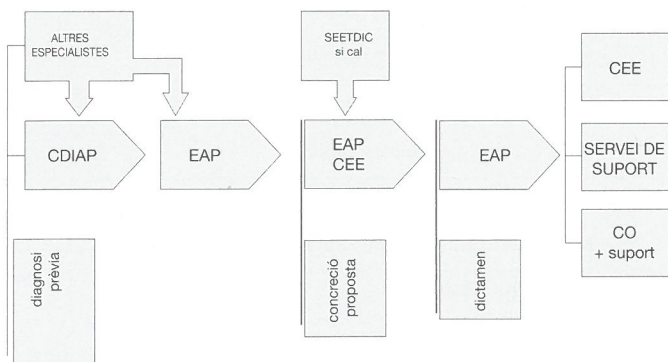 ALTRES
ESPECIALISTES
SEETDIC
si cal
CEE
CDIAP
EAP
EAP
CEE
EAP
SERVEI DE
SUPORT
CO
+ suport
diagnosi
prèvia
concreció
proposta
dictamen